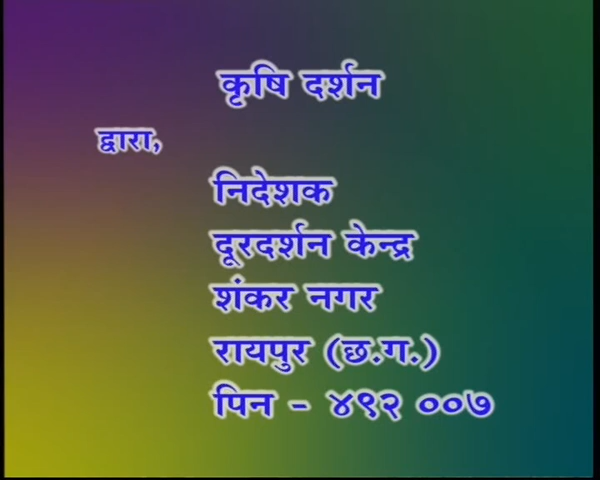 कृषि दर्शन
द्वारा,
निदेशक
दूरदर्शन केन्द्र
शंकर नगर
रायपुर (छ.ग.)
पिन - ४९२ ००७